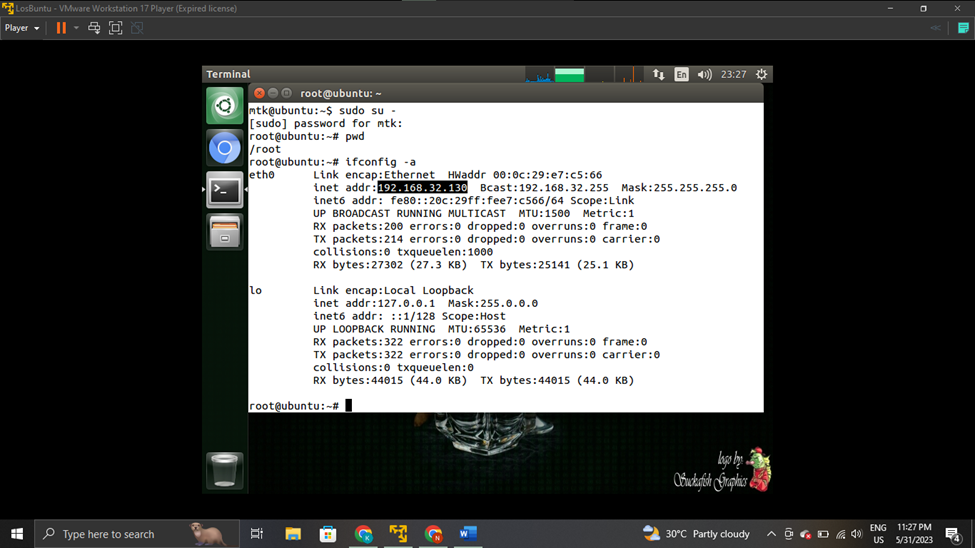 LosBuntu - VMware Workstation 17 Player (Expired license)
Player
Terminal
En
23:27
root@ubuntu: ~
mtk@ubuntu:~$ sudo su -
[sudo] password for mtk:
root@ubuntu:~# pwd
/root
root@ubuntu:~# ifconfig -a
eth0 Link encap:Ethernet HWaddr 00:0c:29:e7:c5:66
inet addr:192.168.32.130 Bcast:192.168.32.255 Mask:255.255.255.0
inet6 addr: fe80::20c:29ff:fee7:c566/64 Scope:Link
UP BROADCAST RUNNING MULTICAST MTU:1500 Metric:1
RX packets:200 errors:0 dropped:0 overruns:0 frame:0
TX packets:214 errors:0 dropped:0 overruns:0 carrier:0
collisions:0 txqueuelen:1000
RX bytes:27302 (27.3 KB) TX bytes:25141 (25.1 KB)
lo Link encap:Local Loopback
inet addr:127.0.0.1 Mask:255.0.0.0
inet6 addr: ::1/128 Scope:Host
UP LOOPBACK RUNNING MTU:65536 Metric:1
RX packets:322 errors:0 dropped:0 overruns:0 frame:0
TX packets:322 errors:0 dropped:0 overruns:0 carrier:0
collisions:0 txqueuelen:0
RX bytes:44015 (44.0 KB) TX bytes:44015 (44.0 KB)
root@ubuntu:~#
logo by:
Suckafish Graphics
Type here to search
30°C Partly cloudy
ENG
US
11:27 PM
5/31/2023
4